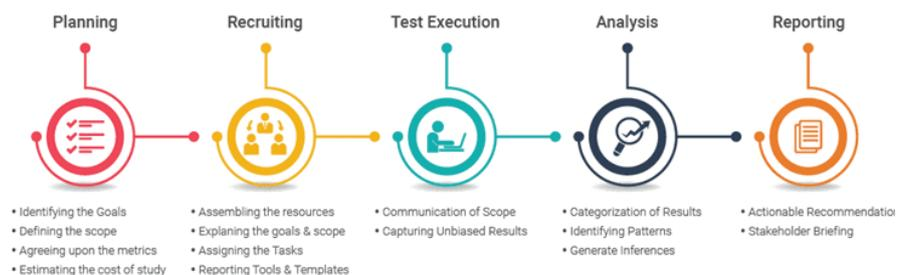 Planning
Recruiting
Test Execution
Analysis
Reporting
• Identifying the Goals
• Defining the scope
• Agreeing upon the metrics
• Estimating the cost of study
• Assembling the resources
• Explaning the goals & scope
• Assigning the Tasks
• Reporting Tools & Templates
• Communication of Scope
• Capturing Unbiased Results
• Categorization of Results
• Identifying Patterns
• Generate Inferences
• Actionable Recommendation
• Stakeholder Briefing